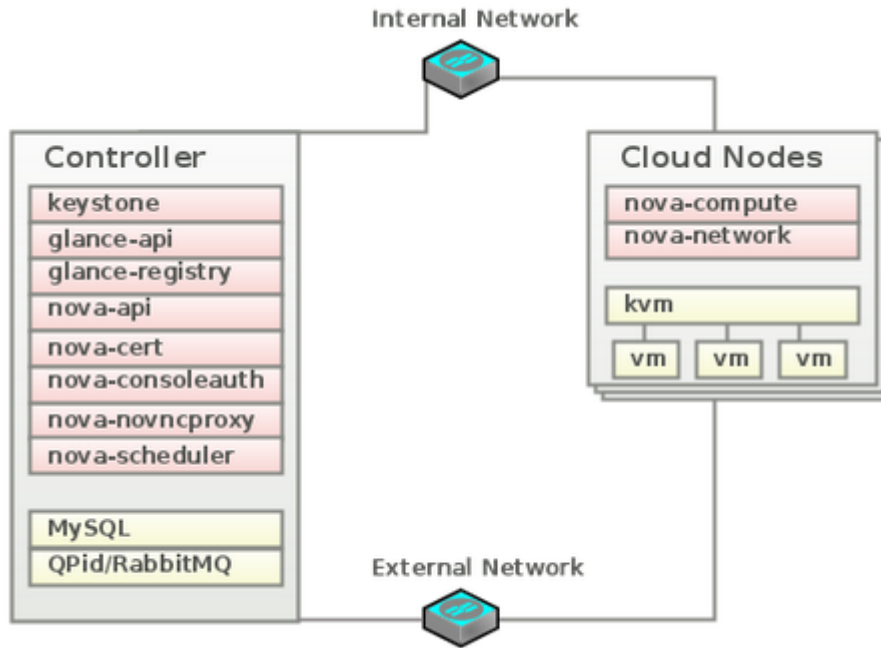 Internal Network
Controller
keystone
glance-api
glance-registry
nova-api
nova-cert
nova-consoleauth
nova-novncproxy
nova-scheduler
MySQL
QPid/RabbitMQ
Cloud Nodes
nova-compute
nova-network
kvm
vm vm vm
External Network